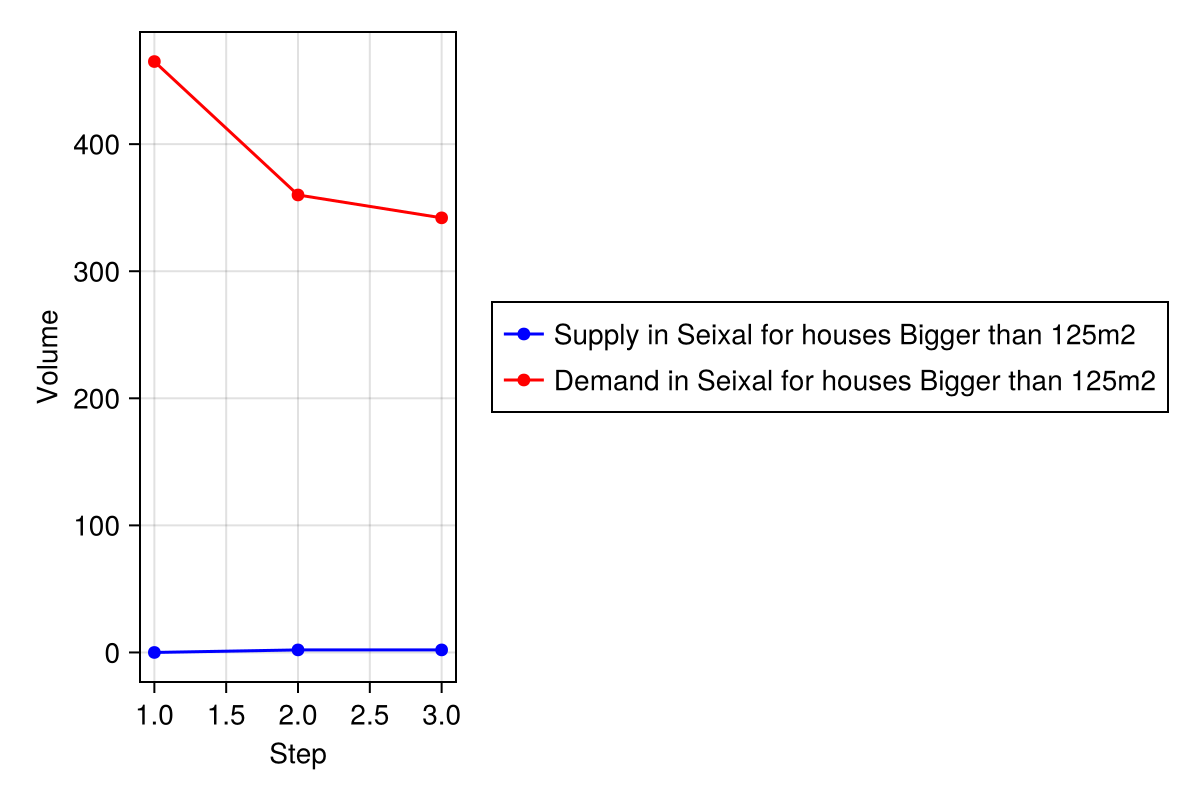 400
300
200
100
0
Volume
1.0 1.5 2.0 2.5 3.0
Step
Supply in Seixal for houses Bigger than 125m2
Demand in Seixal for houses Bigger than 125m2